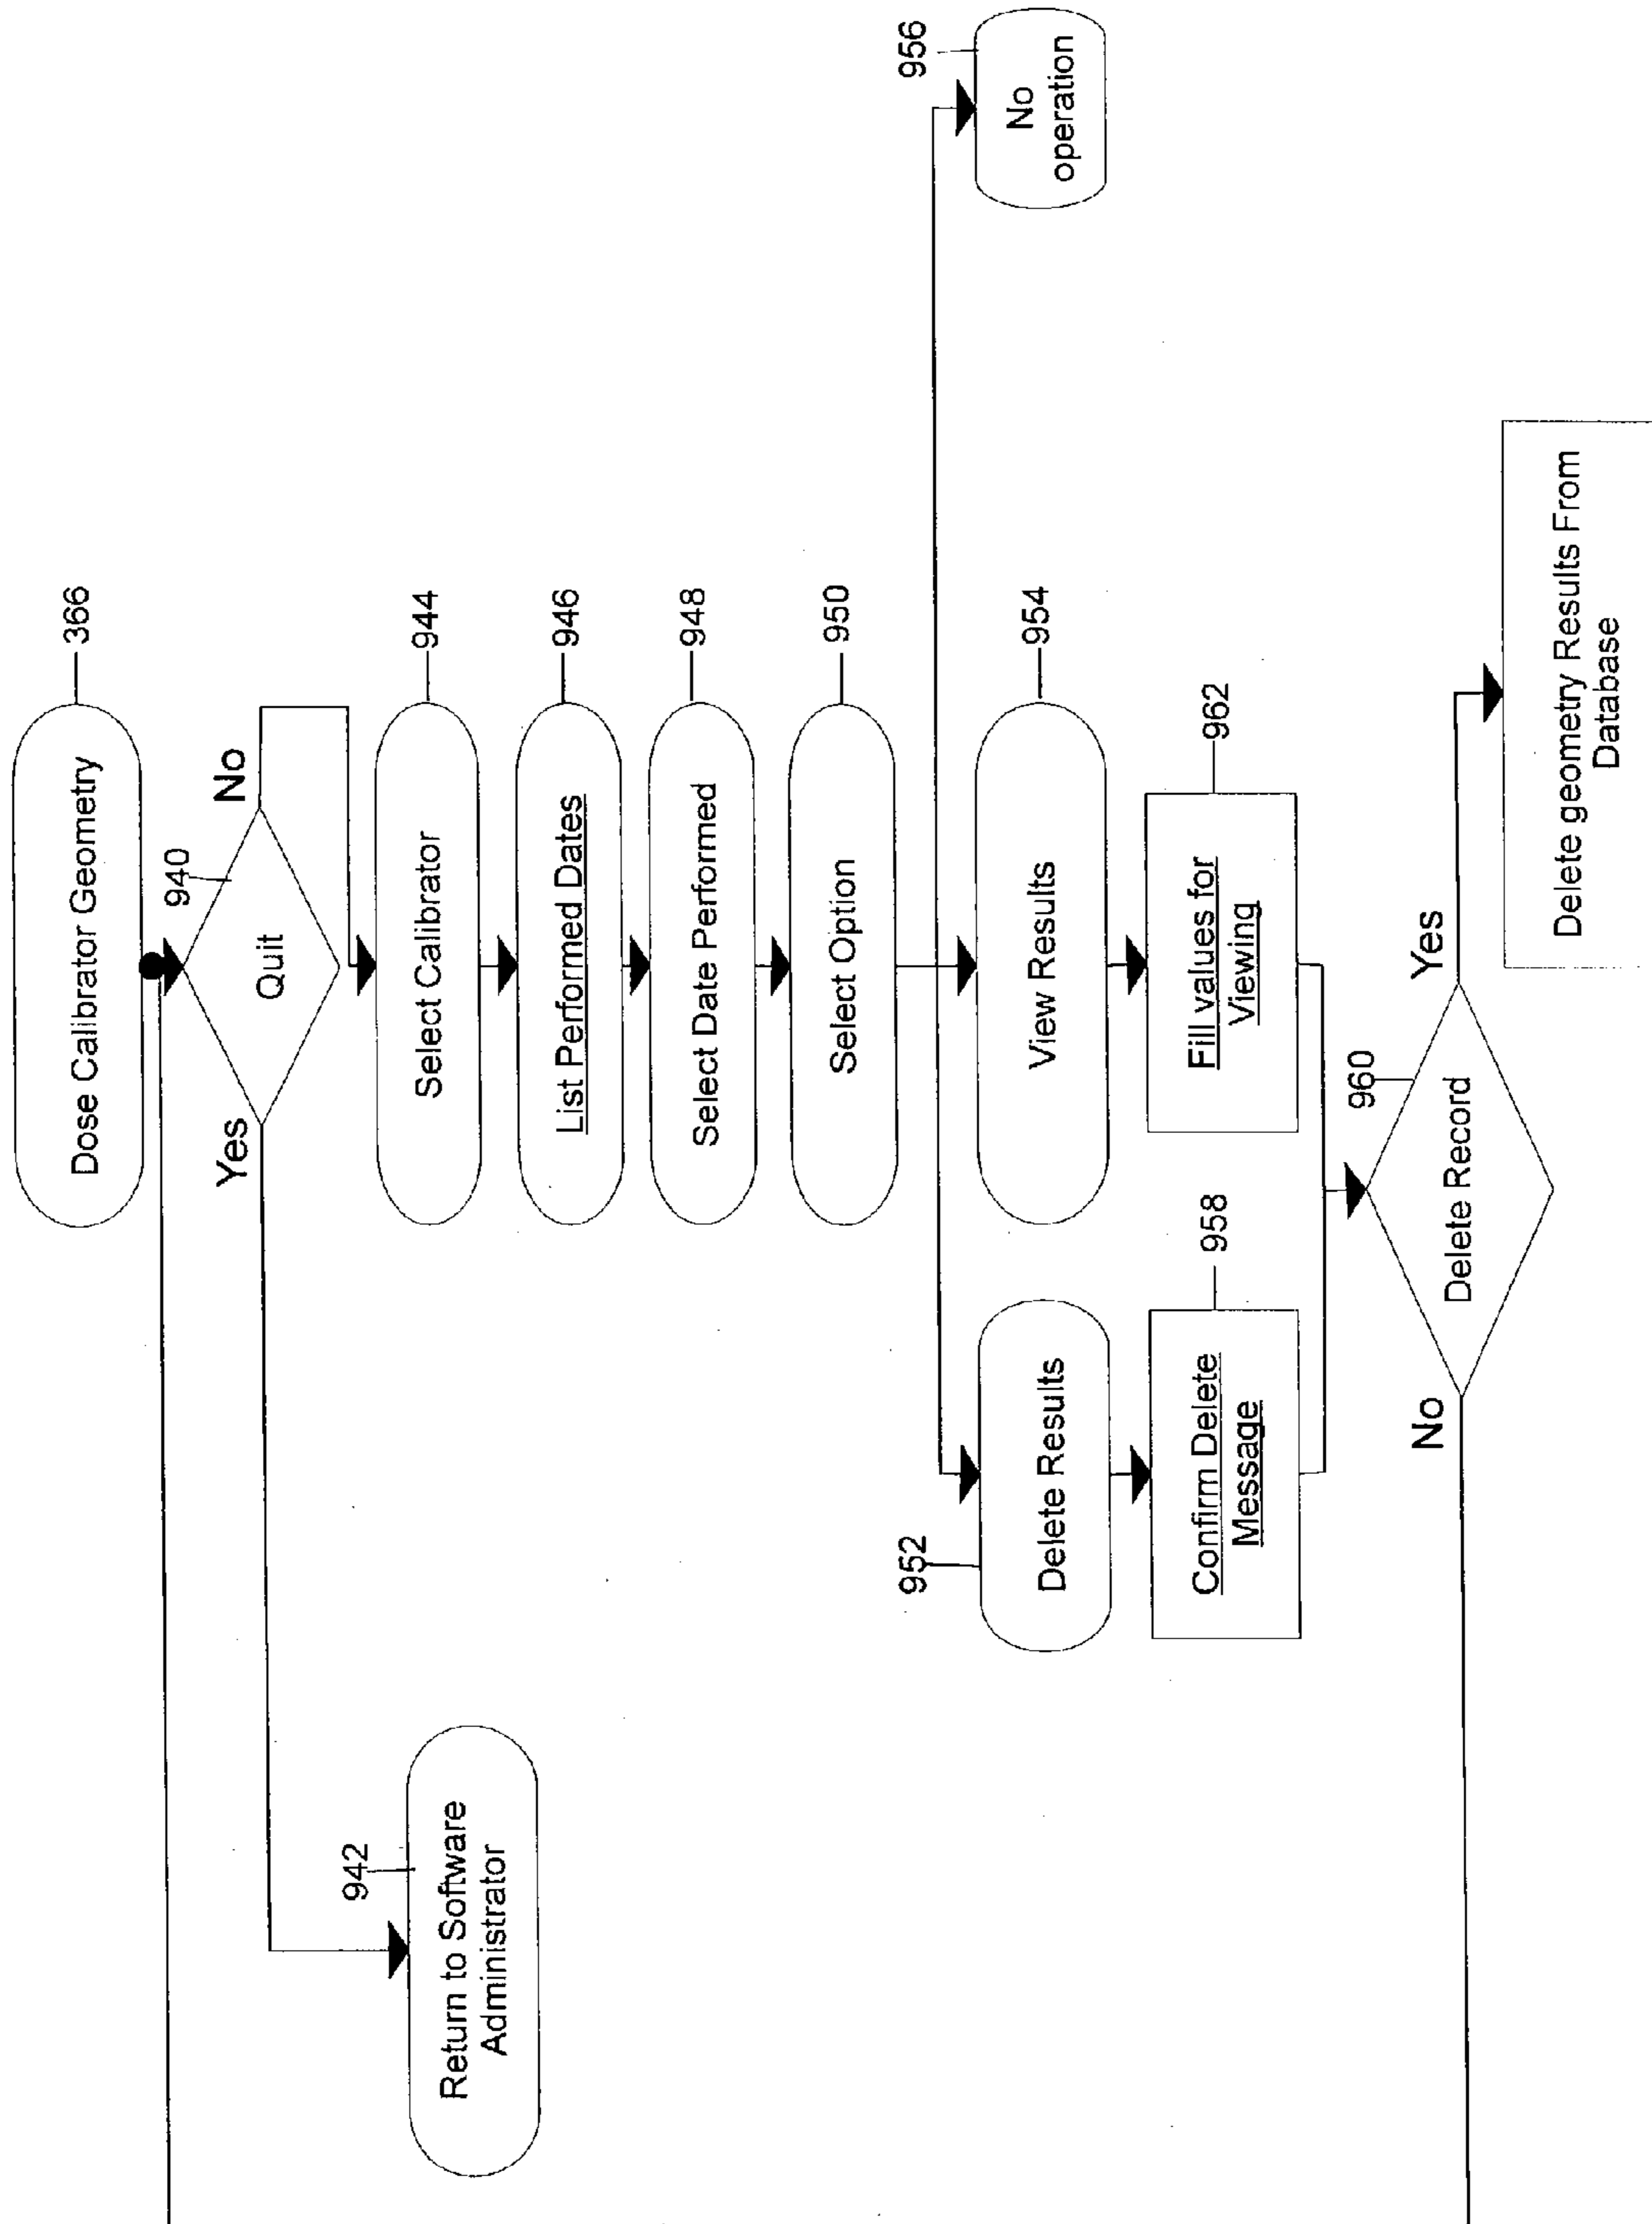 Dose Calibrator Geometry
366
940
Quit
Yes
No
Return to Software
Administrator
942
Select Calibrator
944
List Performed Dates
946
Select Date Performed
948
Select Option
950
952
Delete Results
View Results
954
956
No
operation
Confirm Delete
Message
958
Fill values for
Viewing
962
960
Delete Record
No
Yes
Delete geometry Results From
Database